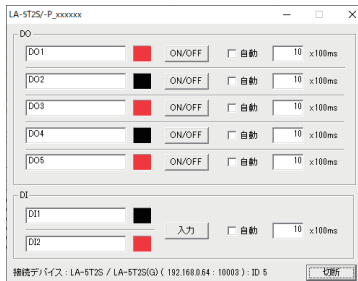 LA-5T2S/-P_xxxxxx
DO
DO1 ON/OFF 自動 10 x100ms
DO2 ON/OFF 自動 10 x100ms
DO3 ON/OFF 自動 10 x100ms
DO4 ON/OFF 自動 10 x100ms
DO5 ON/OFF 自動 10 x100ms
DI
DI1
入力 自動 10 x100ms
DI2
接続デバイス : LA-5T2S / LA-5T2S(G) ( 192.168.0.64 : 10003 ) : ID 5 切断